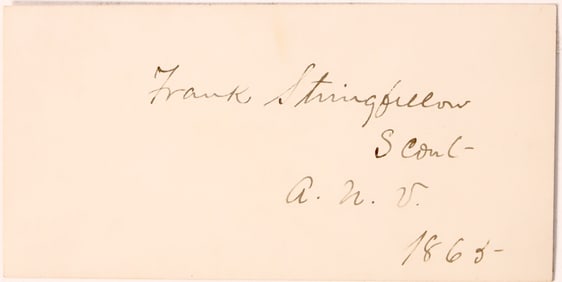 Frank Stringfellow
Scout
A. N. V.
1865